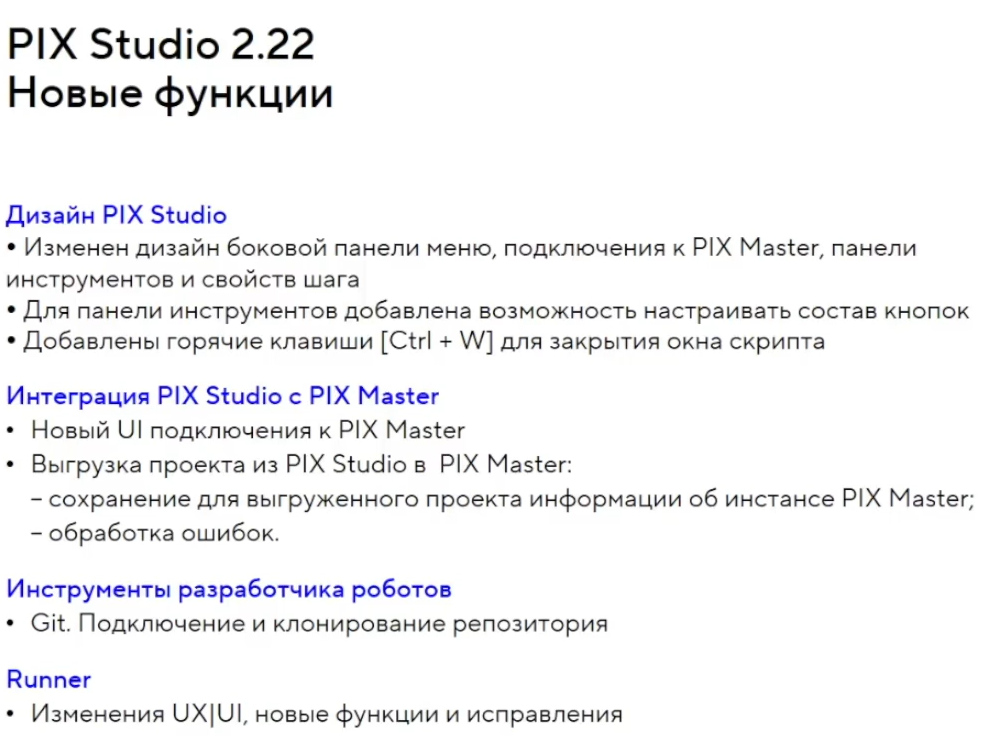 PIX Studio 2.22
Новые функции
Дизайн PIX Studio
• Изменен дизайн боковой панели меню, подключения к PIX Master, панели
инструментов и свойств шага
• Для панели инструментов добавлена возможность настраивать состав кнопок
• Добавлены горячие клавиши [Ctrl + W] для закрытия окна скрипта
Интеграция PIX Studio с PIX Master
• Новый UI подключения к PIX Master
• Выгрузка проекта из PIX Studio в PIX Master:
– сохранение для выгруженного проекта информации об инстансе PIX Master;
– обработка ошибок.
Инструменты разработчика роботов
• Git. Подключение и клонирование репозитория
Runner
• Изменения UX|UI, новые функции и исправления